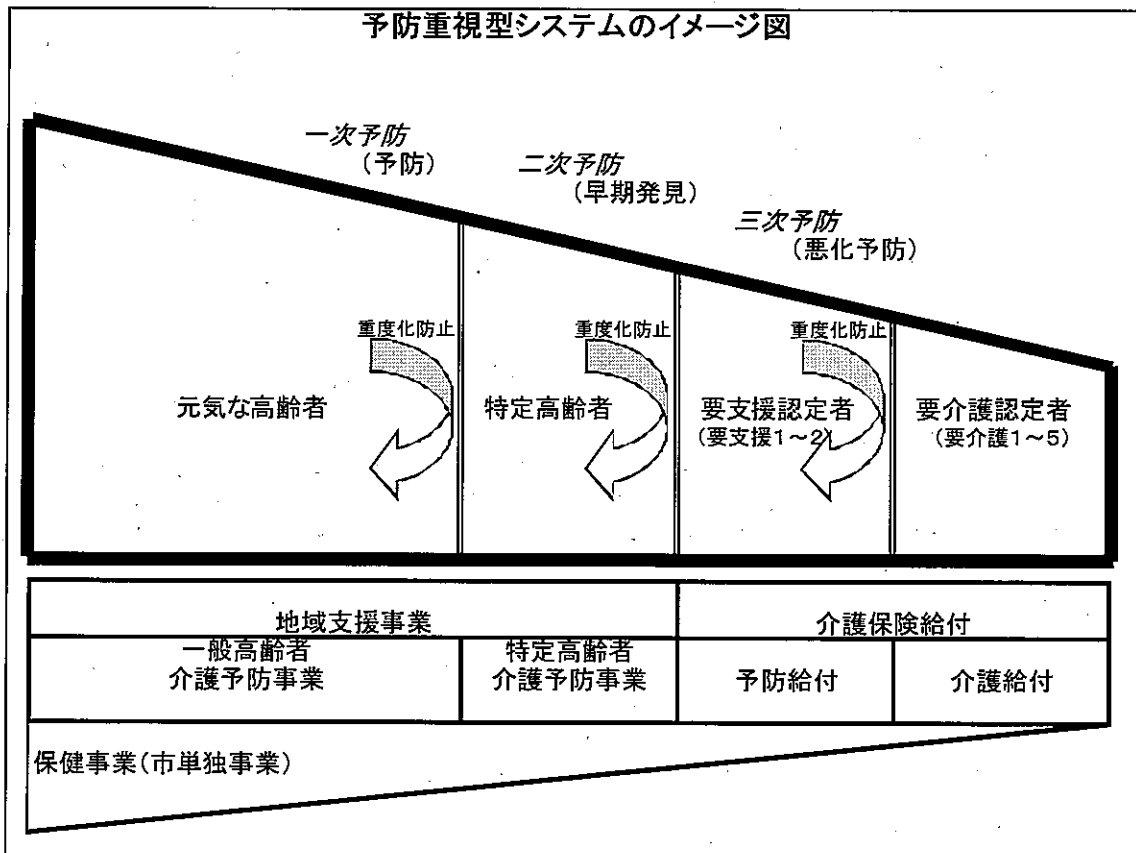 予防重視型システムのイメージ図
一次予防
(予防)
二次予防
(早期発見)
三次予防
(悪化予防)
重度化防止
重度化防止
重度化防止
元気な高齢者
特定高齢者
要支援認定者
(要支援1～2)
要介護認定者
(要介護1～5)
地域支援事業
介護保険給付
一般高齢者
介護予防事業
特定高齢者
介護予防事業
予防給付
介護給付
保健事業(市単独事業)